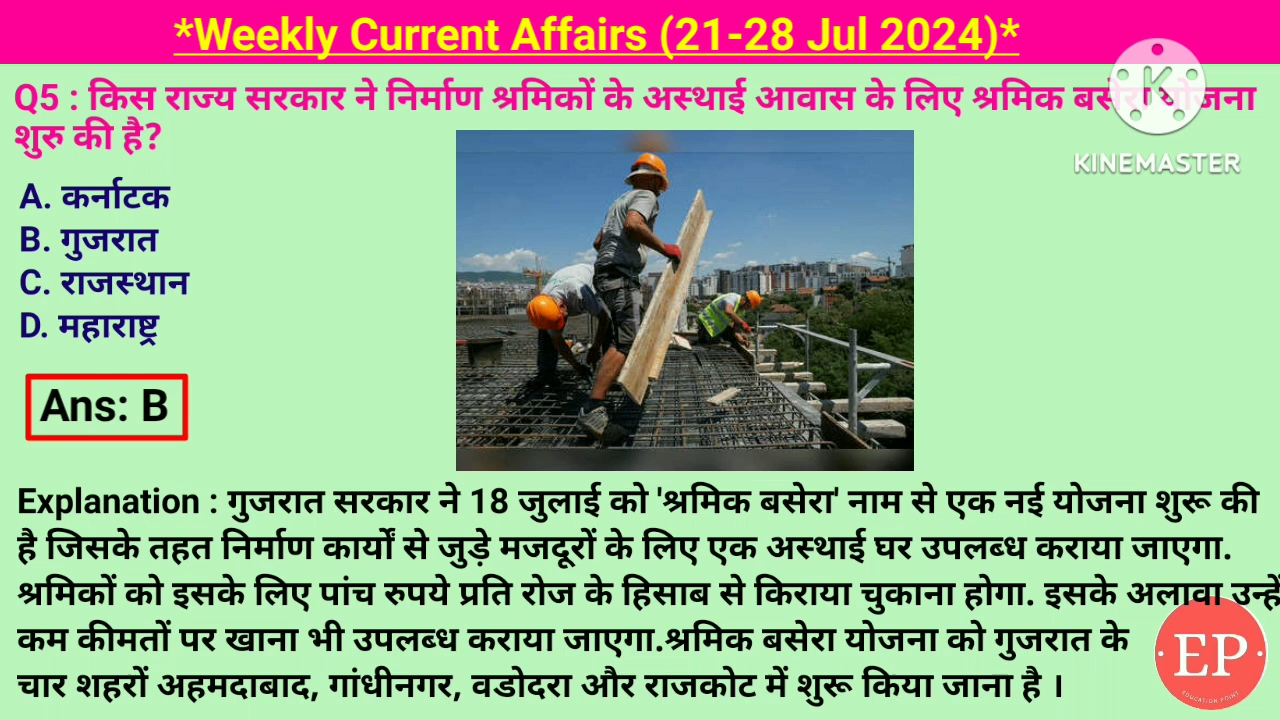 *Weekly Current Affairs (21-28 Jul 2024)*
Q5 : किस राज्य सरकार ने निर्माण श्रमिकों के अस्थाई आवास के लिए श्रमिक बसेरा योजना
शुरु की है?
K
KINEMASTER
A. कर्नाटक
B. गुजरात
C. राजस्थान
D. महाराष्ट्र
Ans: B
Explanation : गुजरात सरकार ने 18 जुलाई को 'श्रमिक बसेरा' नाम से एक नई योजना शुरू की
है जिसके तहत निर्माण कार्यों से जुड़े मजदूरों के लिए एक अस्थाई घर उपलब्ध कराया जाएगा.
श्रमिकों को इसके लिए पांच रुपये प्रति रोज के हिसाब से किराया चुकाना होगा. इसके अलावा उन्हें
कम कीमतों पर खाना भी उपलब्ध कराया जाएगा.श्रमिक बसेरा योजना को गुजरात के
चार शहरों अहमदाबाद, गांधीनगर, वडोदरा और राजकोट में शुरू किया जाना है ।
EP
EDUCATION POINT